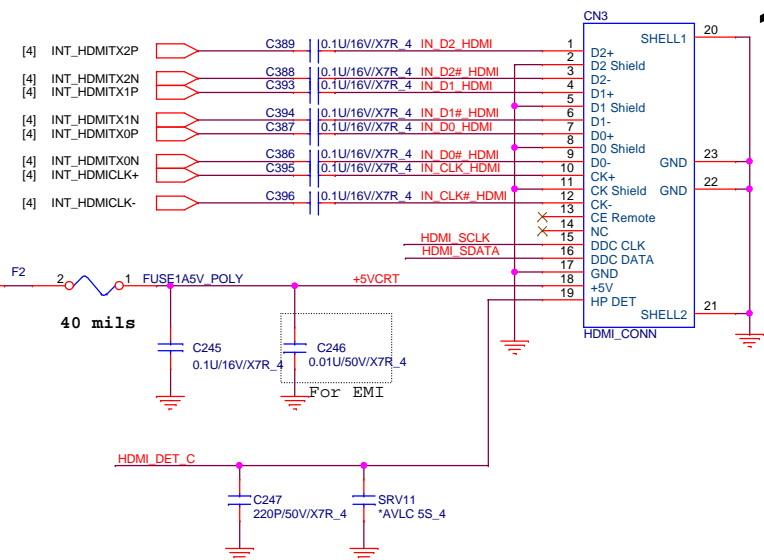 CN3
[4] INT_HDMITX2P C389 0.1U/16V/X7R_4 IN_D2_HDMI 1 D2+ SHELL1 20
2 D2 Shield
[4] INT_HDMITX2N C388 0.1U/16V/X7R_4 IN_D2#_HDMI 3 D2-
[4] INT_HDMITX1P C393 0.1U/16V/X7R_4 IN_D1_HDMI 4 D1+
5 D1 Shield
[4] INT_HDMITX1N C394 0.1U/16V/X7R_4 IN_D1#_HDMI 6 D1-
[4] INT_HDMITX0P C387 0.1U/16V/X7R_4 IN_D0_HDMI 7 D0+
8 D0 Shield
[4] INT_HDMITX0N C386 0.1U/16V/X7R_4 IN_D0#_HDMI 9 D0- GND 23
[4] INT_HDMICLK+ C395 0.1U/16V/X7R_4 IN_CLK_HDMI 10 CK+
11 CK Shield GND 22
[4] INT_HDMICLK- C396 0.1U/16V/X7R_4 IN_CLK#_HDMI 12 CK-
13 CE Remote
14 NC
HDMI_SCLK 15 DDC CLK
HDMI_SDATA 16 DDC DATA
17 GND
F2 2 1 FUSE1A5V_POLY +5VCRT 18 +5V
19 HP DET
SHELL2 21
40 mils
HDMI_CONN
C245
0.1U/16V/X7R_4
C246
0.01U/50V/X7R_4
For EMI
HDMI_DET_C
C247
220P/50V/X7R_4
SRV11
*AVLC 5S_4